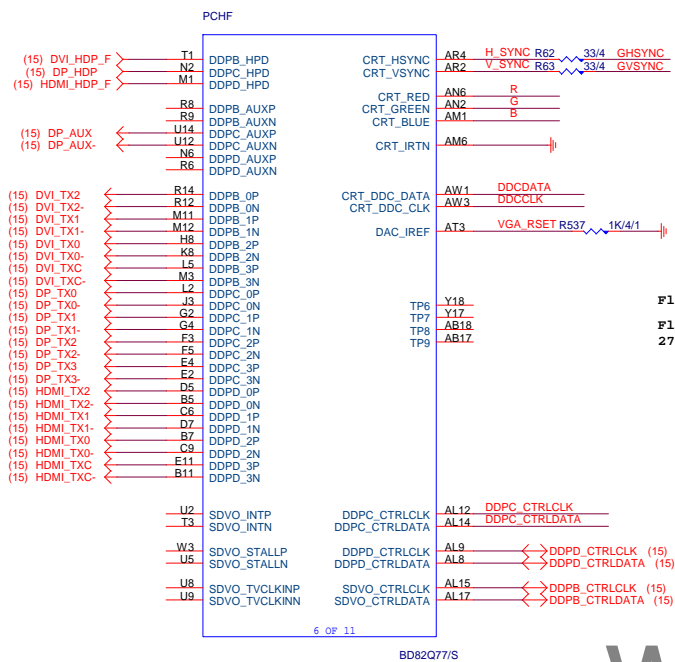 PCHF
(15) DVI_HDP_F T1 DDPB_HPD CRT_HSYNC AR4 H_SYNC R62 33/4 GHSYNC
(15) DP_HDP N2 DDPC_HPD CRT_VSYNC AR2 V_SYNC R63 33/4 GVSYNC
(15) HDMI_HDP_F M1 DDPD_HPD
CRT_RED AN6 R
R8 DDPB_AUXP CRT_GREEN AN2 G
R9 DDPB_AUXN CRT_BLUE AM1 B
(15) DP_AUX U14 DDPC_AUXP
(15) DP_AUX- U12 DDPC_AUXN CRT_IRTN AM6
N6 DDPD_AUXP
R6 DDPD_AUXN
(15) DVI_TX2 R14 DDPB_0P CRT_DDC_DATA AW1 DDCDATA
(15) DVI_TX2- R12 DDPB_0N CRT_DDC_CLK AW3 DDCCLK
(15) DVI_TX1 M11 DDPB_1P
(15) DVI_TX1- M12 DDPB_1N DAC_IREF AT3 VGA_RSET R537 1K/4/1
(15) DVI_TX0 H8 DDPB_2P
(15) DVI_TX0- K8 DDPB_2N
(15) DVI_TXC L5 DDPB_3P
(15) DVI_TXC- M3 DDPB_3N
(15) DP_TX0 L2 DDPC_0P
(15) DP_TX0- J3 DDPC_0N TP6 Y18 Fl
(15) DP_TX1 G2 DDPC_1P TP7 Y17
(15) DP_TX1- G4 DDPC_1N TP8 AB18 Fl
(15) DP_TX2 F3 DDPC_2P TP9 AB17 27
(15) DP_TX2- F5 DDPC_2N
(15) DP_TX3 E4 DDPC_3P
(15) DP_TX3- E2 DDPC_3N
(15) HDMI_TX2 D5 DDPD_0P
(15) HDMI_TX2- B5 DDPD_0N
(15) HDMI_TX1 C6 DDPD_1P
(15) HDMI_TX1- D7 DDPD_1N
(15) HDMI_TX0 B7 DDPD_2P
(15) HDMI_TX0- C9 DDPD_2N
(15) HDMI_TXC E11 DDPD_3P
(15) HDMI_TXC- B11 DDPD_3N
U2 SDVO_INTP DDPC_CTRLCLK AL12 DDPC_CTRLCLK
T3 SDVO_INTN DDPC_CTRLDATA AL14 DDPC_CTRLDATA
W3 SDVO_STALLP DDPD_CTRLCLK AL9 DDPD_CTRLCLK (15)
U5 SDVO_STALLN DDPD_CTRLDATA AL8 DDPD_CTRLDATA (15)
U8 SDVO_TVCLKINP SDVO_CTRLCLK AL15 DDPB_CTRLCLK (15)
U9 SDVO_TVCLKINN SDVO_CTRLDATA AL17 DDPB_CTRLDATA (15)
6 OF 11
BD82Q77/S